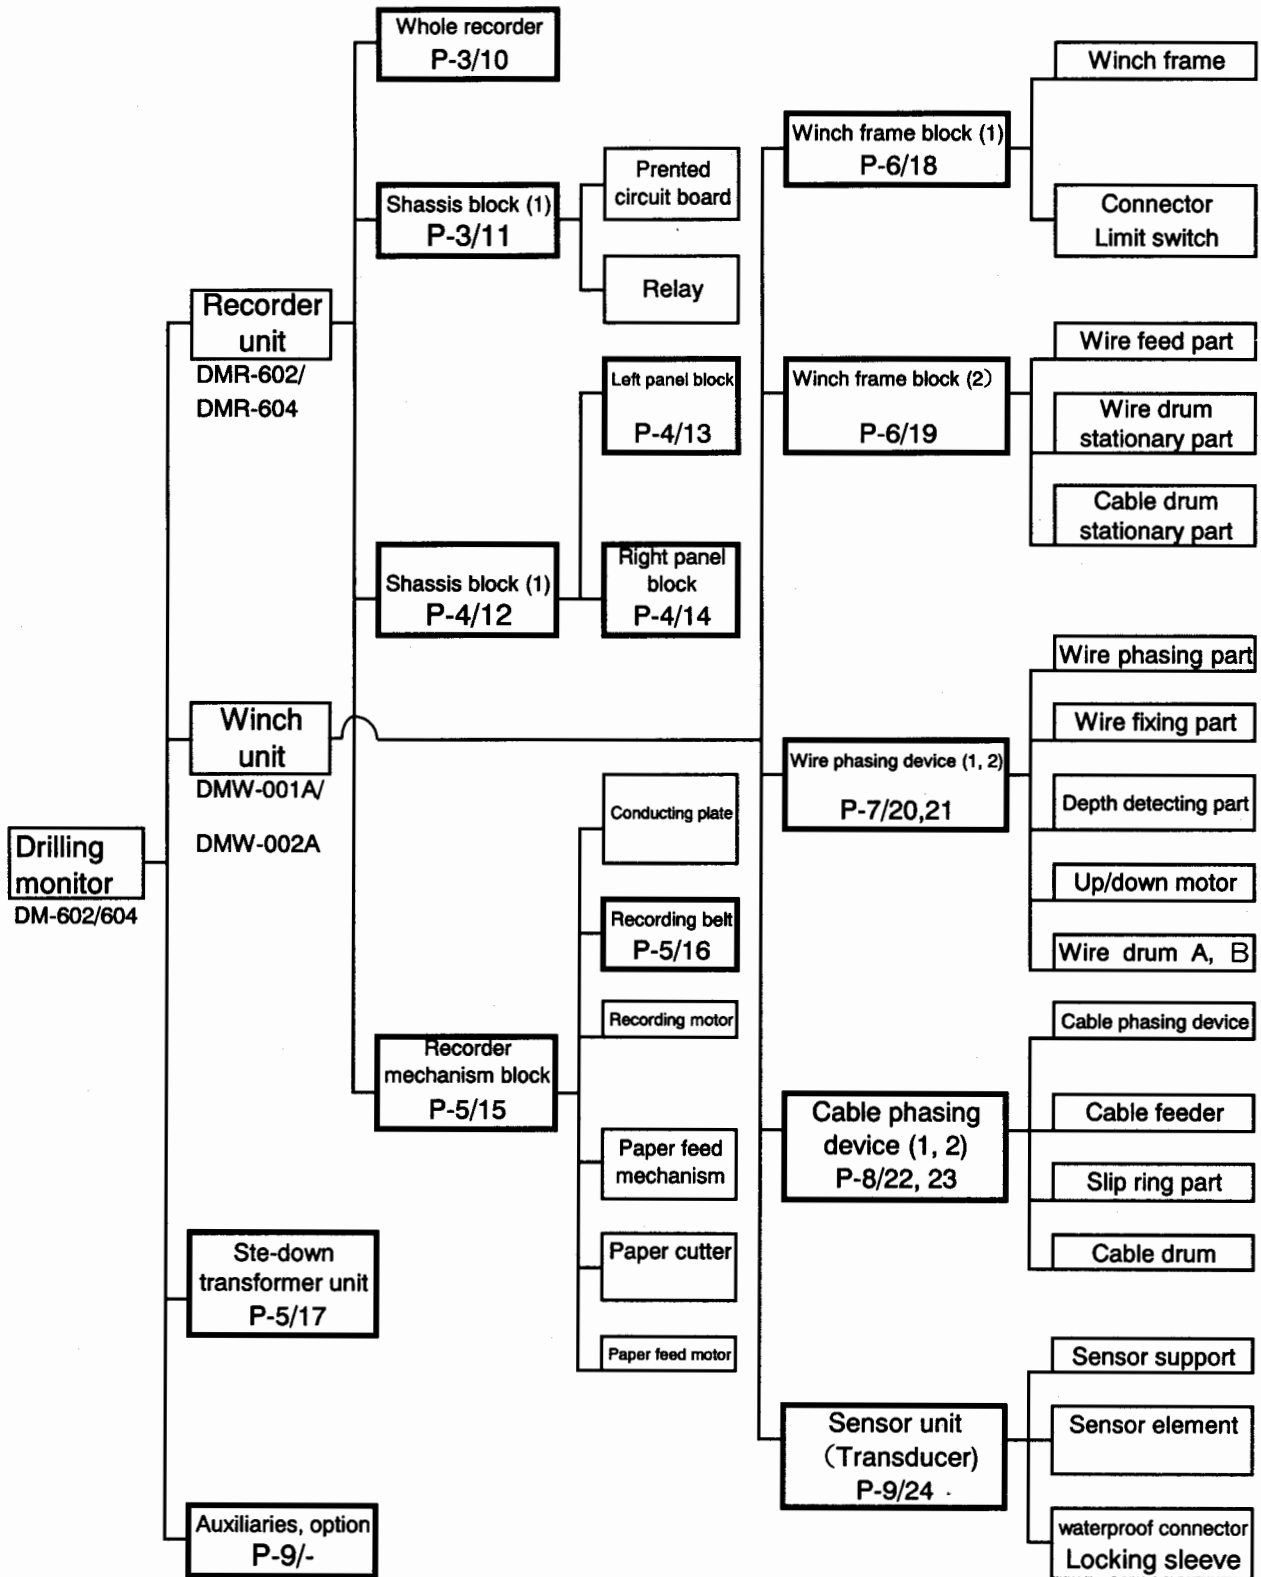 Drilling
monitor
DM-602/604
Recorder
unit
DMR-602/
DMR-604
Winch
unit
DMW-001A/
DMW-002A
Ste-down
transformer unit
P-5/17
Auxiliaries, option
P-9/-
Whole recorder
P-3/10
Shassis block (1)
P-3/11
Shassis block (1)
P-4/12
Recorder
mechanism block
P-5/15
Prented
circuit board
Relay
Left panel block
P-4/13
Right panel
block
P-4/14
Conducting plate
Recording belt
P-5/16
Recording motor
Paper feed
mechanism
Paper cutter
Paper feed motor
Winch frame block (1)
P-6/18
Winch frame block (2)
P-6/19
Wire phasing device (1, 2)
P-7/20,21
Cable phasing
device (1, 2)
P-8/22, 23
Sensor unit
(Transducer)
P-9/24
Winch frame
Connector
Limit switch
Wire feed part
Wire drum
stationary part
Cable drum
stationary part
Wire phasing part
Wire fixing part
Depth detecting part
Up/down motor
Wire drum A, B
Cable phasing device
Cable feeder
Slip ring part
Cable drum
Sensor support
Sensor element
waterproof connector
Locking sleeve